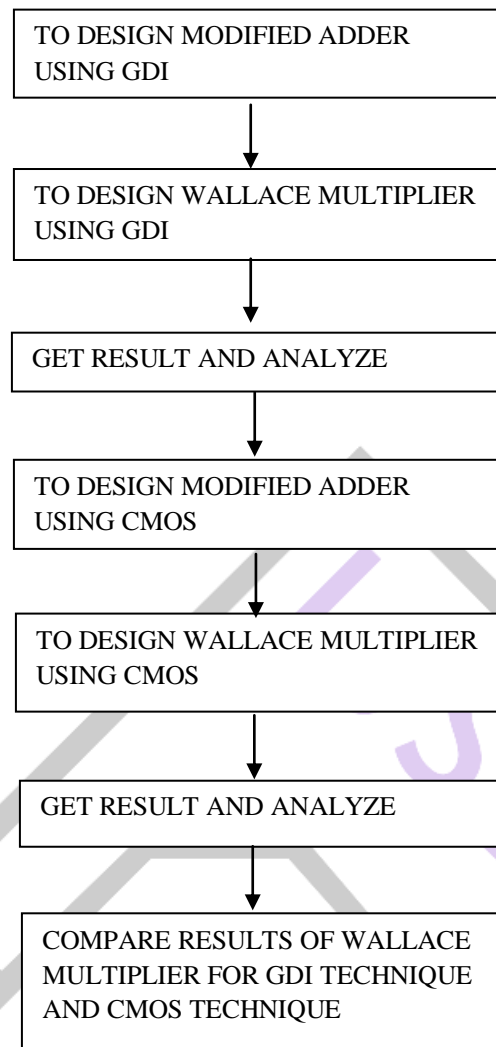 TO DESIGN MODIFIED ADDER
USING GDI
TO DESIGN WALLACE MULTIPLIER
USING GDI
GET RESULT AND ANALYZE
TO DESIGN MODIFIED ADDER
USING CMOS
TO DESIGN WALLACE MULTIPLIER
USING CMOS
GET RESULT AND ANALYZE
COMPARE RESULTS OF WALLACE
MULTIPLIER FOR GDI TECHNIQUE
AND CMOS TECHNIQUE